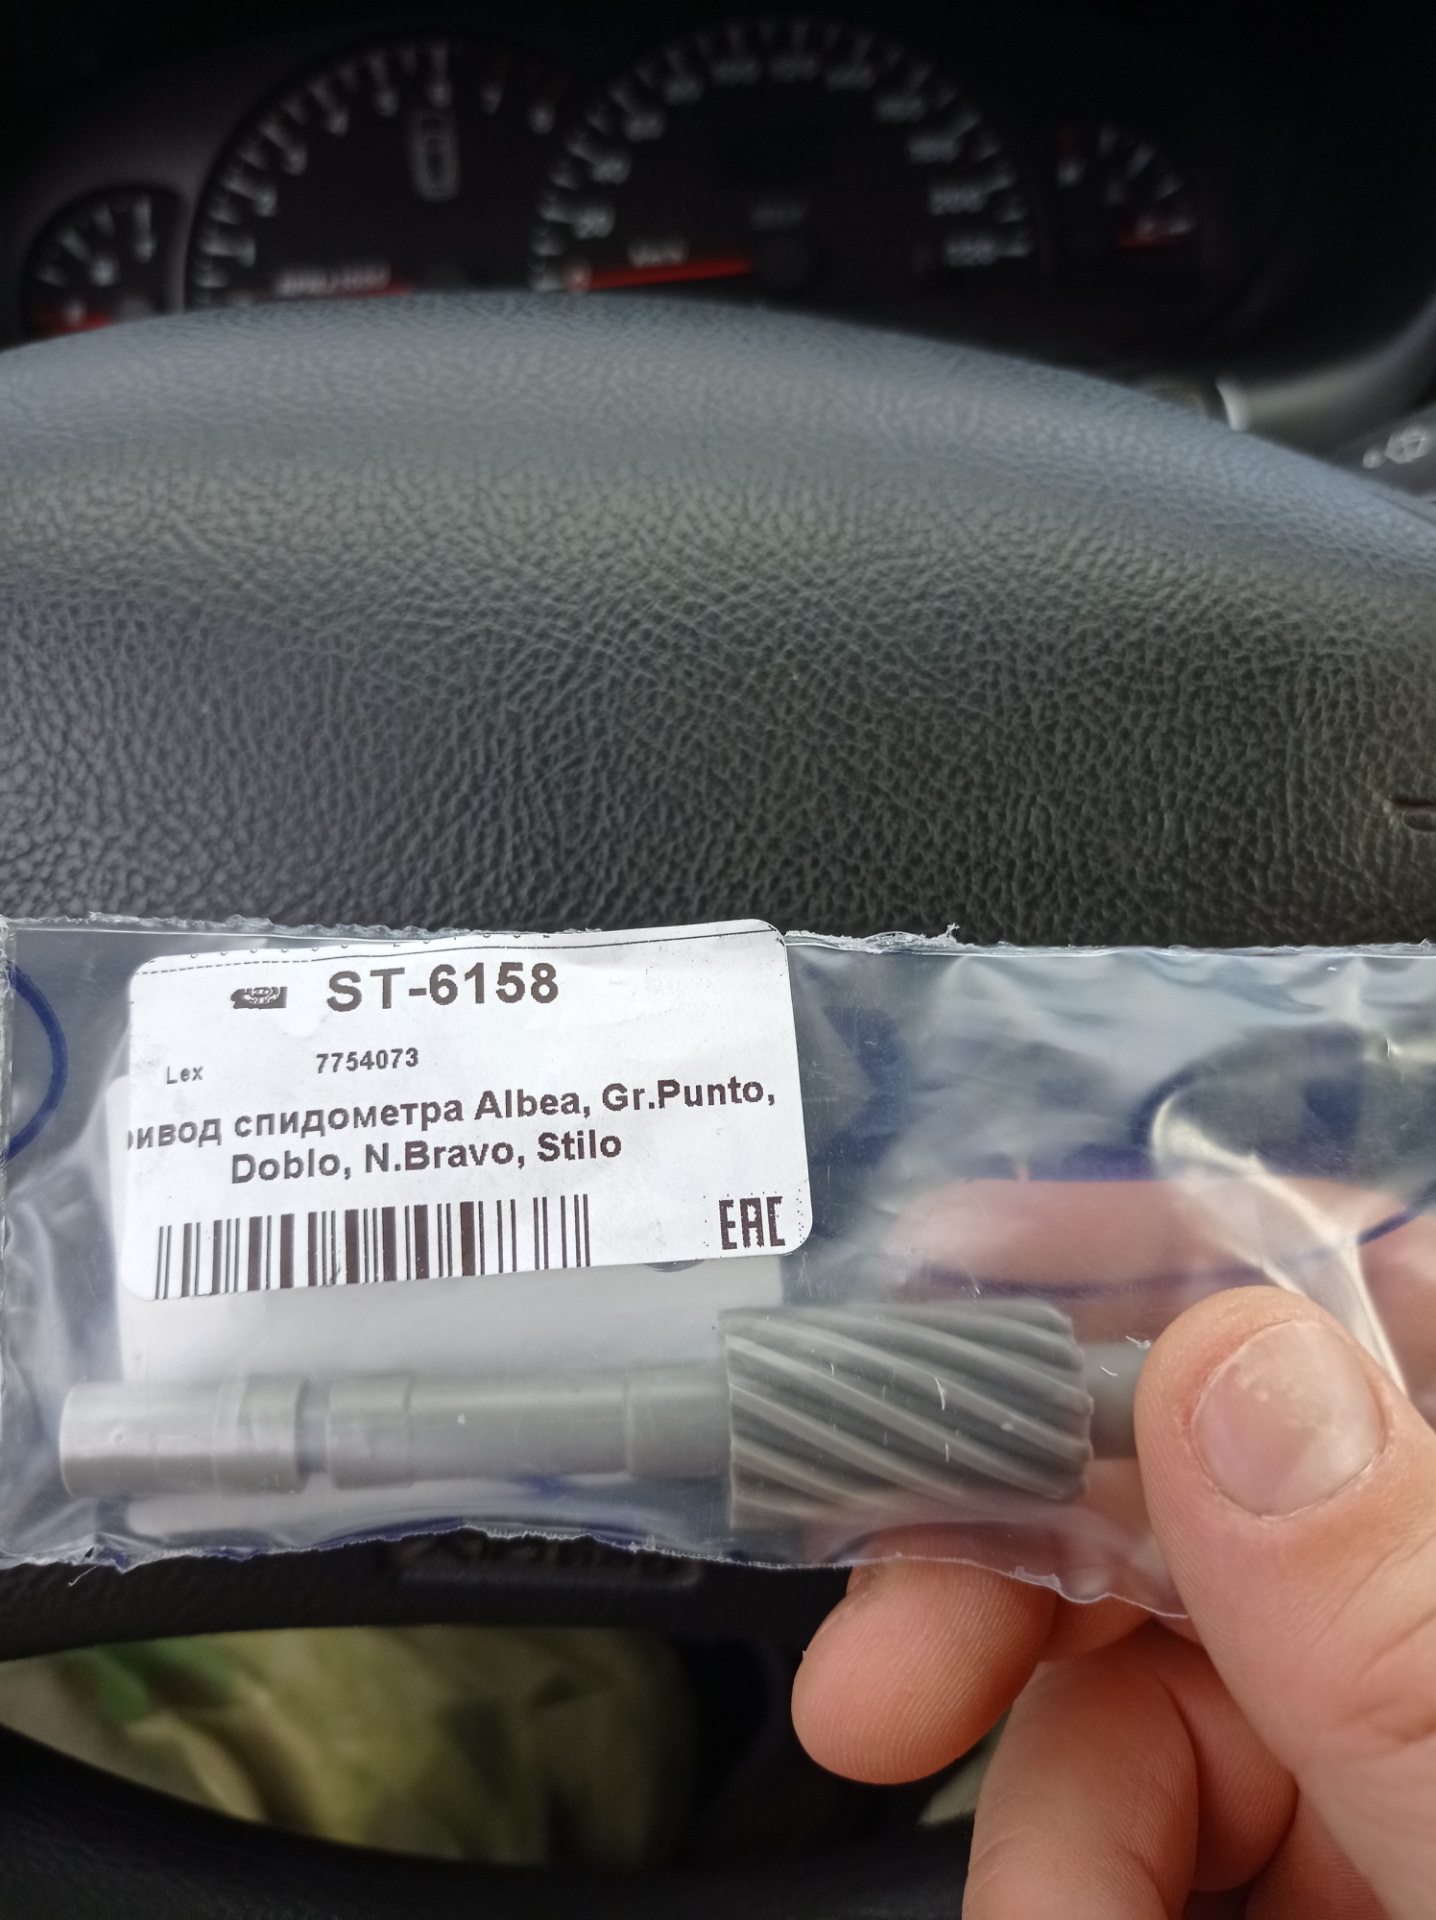 ST-6158
Lex 7754073
ривод спидометра Albea, Gr.Punto,
Doblo, N.Bravo, Stilo
EAC